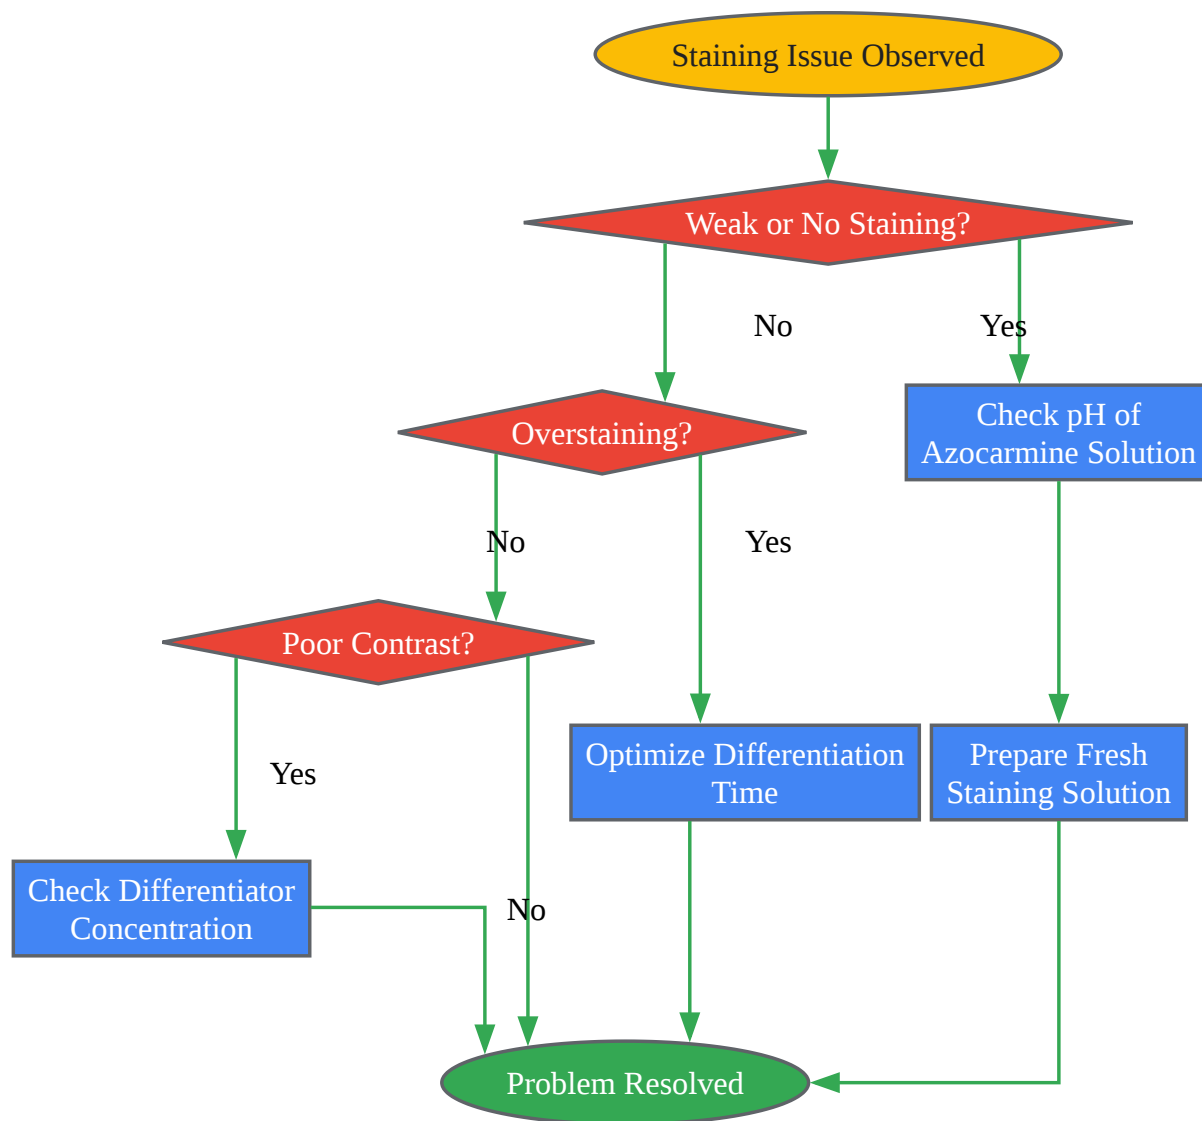 Staining Issue Observed
Weak or No Staining?
No
Yes
Check pH of
Azocarmine Solution
Overstaining?
No
Yes
Poor Contrast?
Yes
Optimize Differentiation
Time
Prepare Fresh
Staining Solution
Check Differentiator
Concentration
No
Problem Resolved